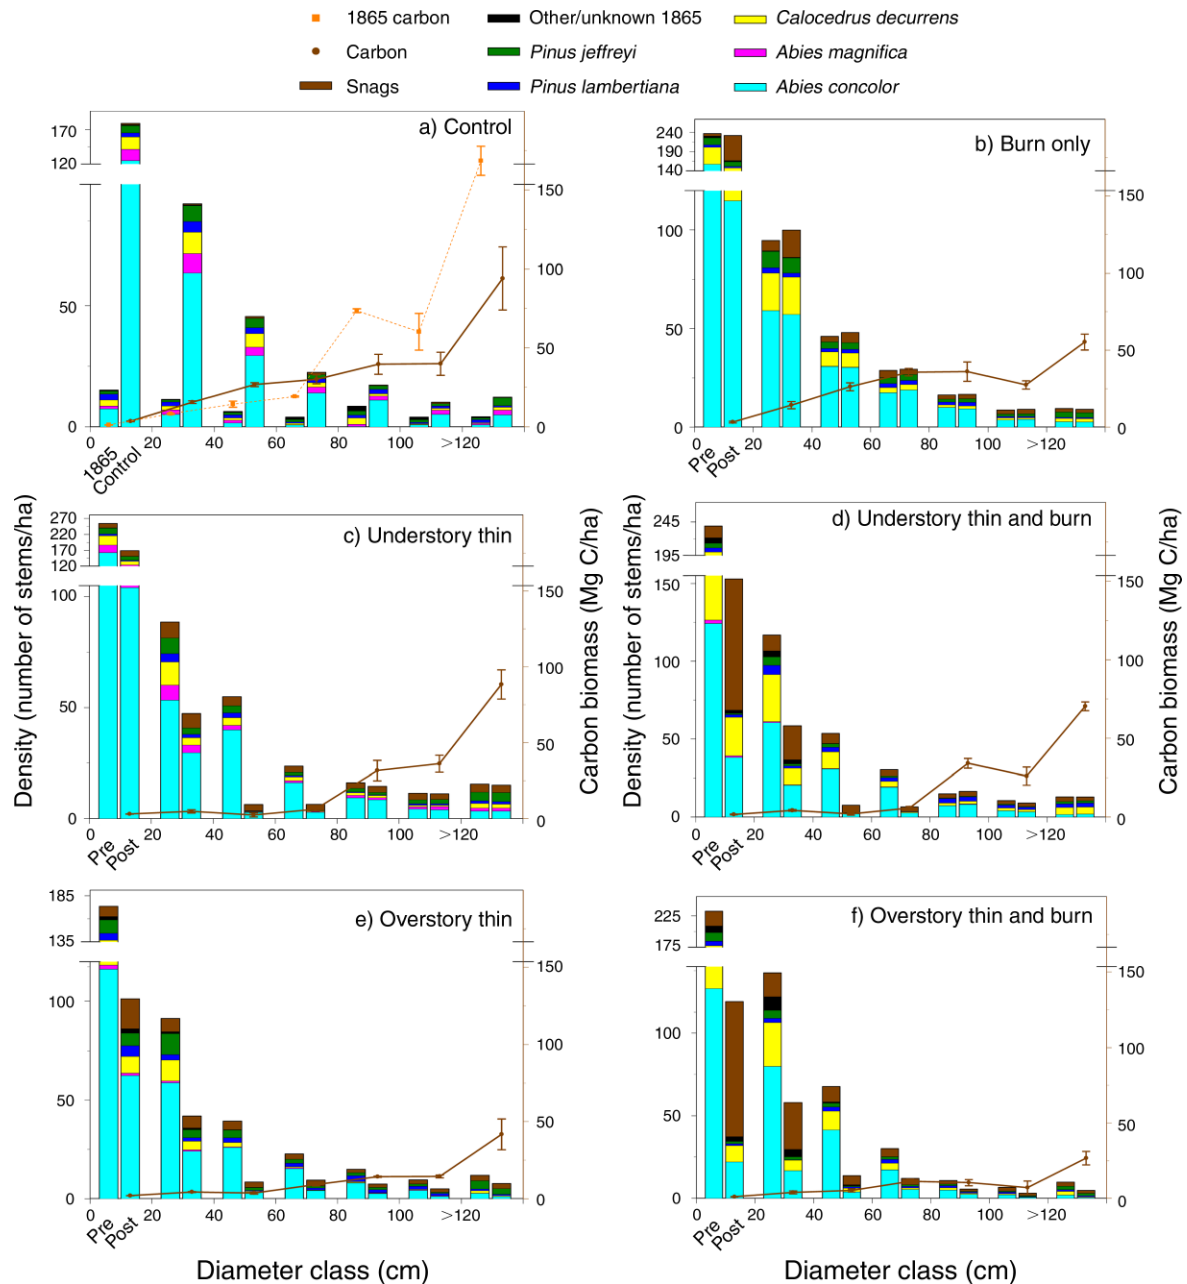 1865 carbon
Other/unknown 1865
Calocedrus decurrens
Carbon
Pinus jeffreyi
Abies magnifica
Snags
Pinus lambertiana
Abies concolor
a) Control
170
120
50
0
150
100
50
0
0 20 40 60 80 100 >120
1865
Control
b) Burn only
240
190
140
100
50
0
150
100
50
0
0 20 40 60 80 100 >120
Pre
Post
c) Understory thin
270
220
170
120
100
50
0
150
100
50
0
0 20 40 60 80 100 >120
Pre
Post
d) Understory thin and burn
245
195
150
100
50
0
150
100
50
0
0 20 40 60 80 100 >120
Pre
Post
e) Overstory thin
185
135
100
50
0
150
100
50
0
0 20 40 60 80 100 >120
Pre
Post
f) Overstory thin and burn
225
175
100
50
0
150
100
50
0
0 20 40 60 80 100 >120
Pre
Post
Density (number of stems/ha)
Carbon biomass (Mg C/ha)
Density (number of stems/ha)
Carbon biomass (Mg C/ha)
Diameter class (cm)
Diameter class (cm)